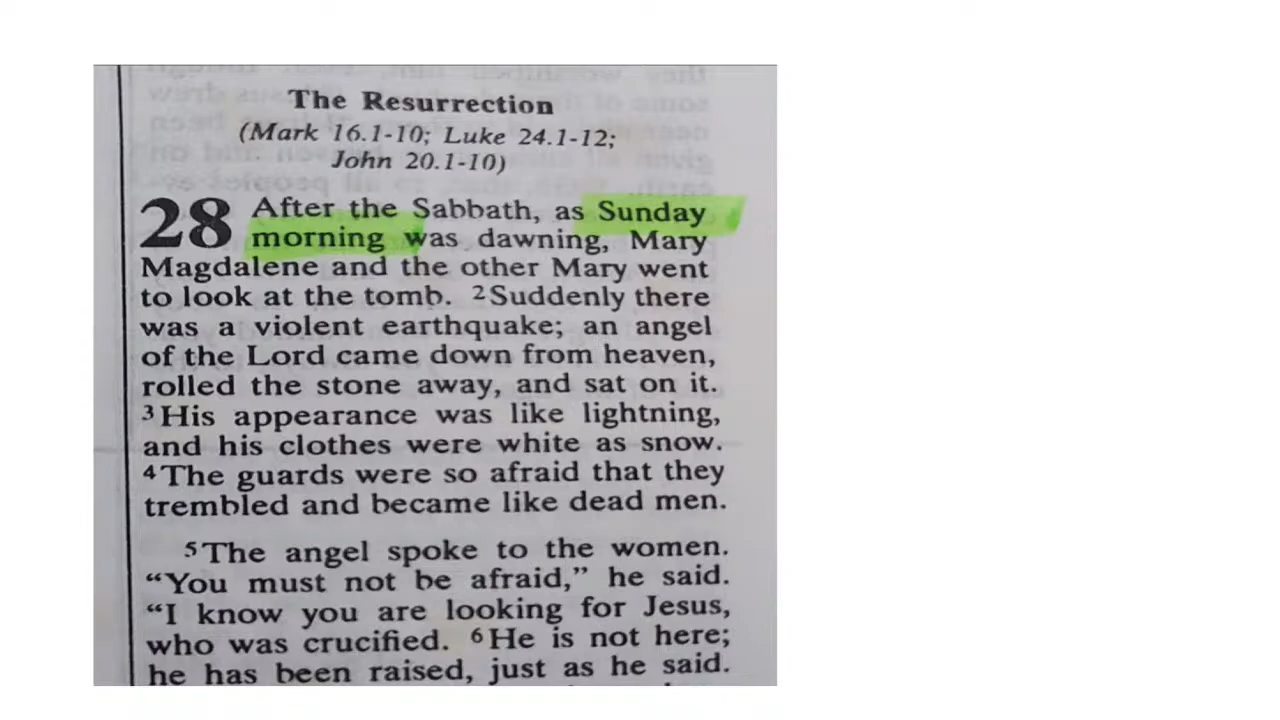 The Resurrection
(Mark 16.1-10; Luke 24.1-12;
John 20.1-10)
28 After the Sabbath, as Sunday
morning was dawning, Mary
Magdalene and the other Mary went
to look at the tomb. 2Suddenly there
was a violent earthquake; an angel
of the Lord came down from heaven,
rolled the stone away, and sat on it.
3His appearance was like lightning,
and his clothes were white as snow.
4The guards were so afraid that they
trembled and became like dead men.
5The angel spoke to the women.
“You must not be afraid,” he said.
“I know you are looking for Jesus,
who was crucified. 6He is not here;
he has been raised, just as he said.